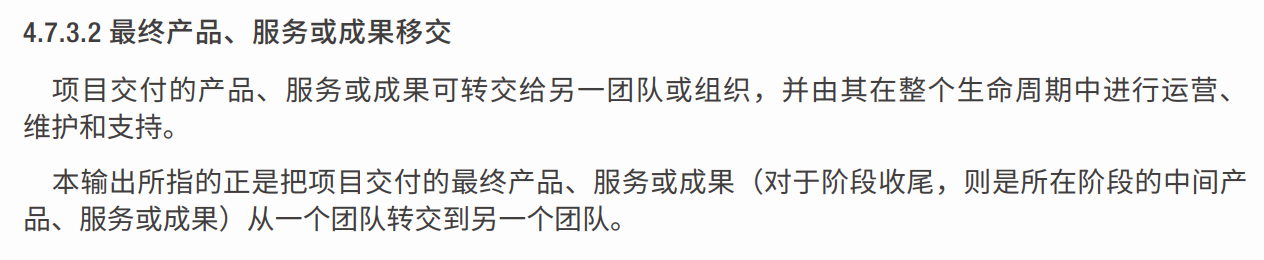 4.7.3.2 最终产品、服务或成果移交
项目交付的产品、服务或成果可转交给另一团队或组织，并由其在整个生命周期中进行运营、
维护和支持。
本输出所指的正是把项目交付的最终产品、服务或成果（对于阶段收尾，则是所在阶段的中间产
品、服务或成果）从一个团队转交到另一个团队。